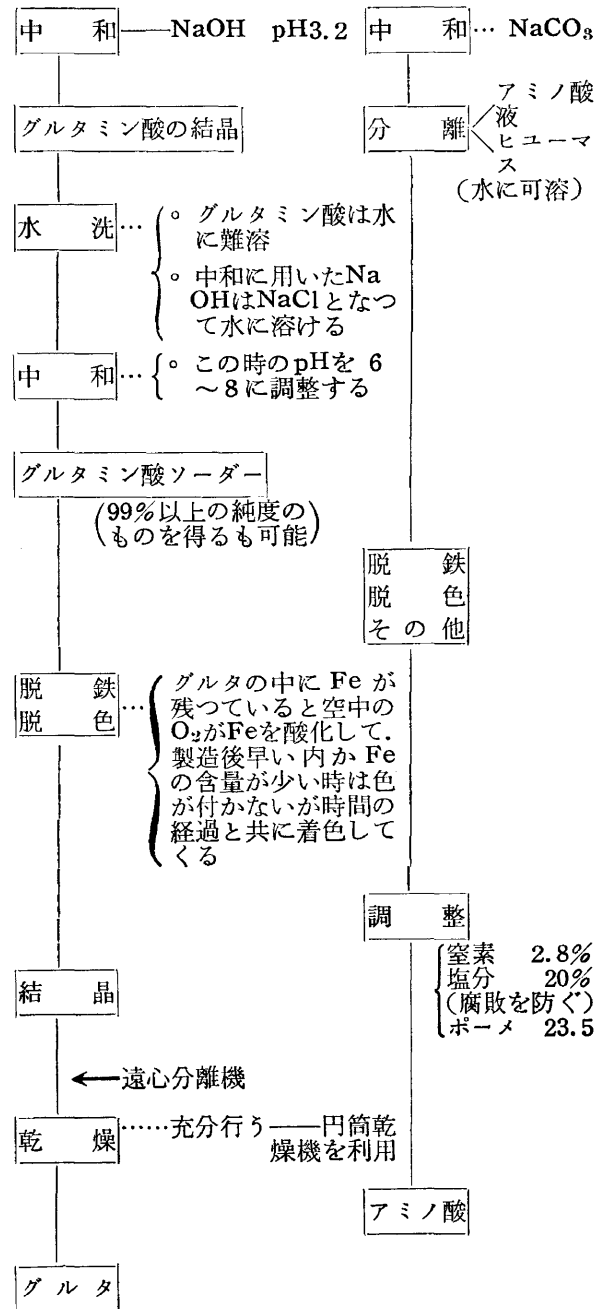 中和――NaOH pH3.2
グルタミン酸の結晶
水洗…
。グルタミン酸は水
に難溶
。中和に用いたNa
OHはNaClとなつ
て水に溶ける
中和…
。この時のpHを 6
～8に調整する
グルタミン酸ソーダー
(99%以上の純度の
ものを得るも可能)
脱鉄
脱色…
グルタの中に Fe が
残つていると空中の
O₂がFeを酸化して．
製造後早い内か Fe
の含量が少い時は色
が付かないが時間の
経過と共に着色して
くる
結晶
←遠心分離機
乾燥……充分行う――円筒乾
燥機を利用
グルタ
中和… NaCO₃
分離
アミノ酸
液
ヒユーマ
ス
(水に可溶)
脱鉄
脱色
その他
調整
窒素 2.8%
塩分 20%
(腐敗を防ぐ)
ポーメ 23.5
アミノ酸